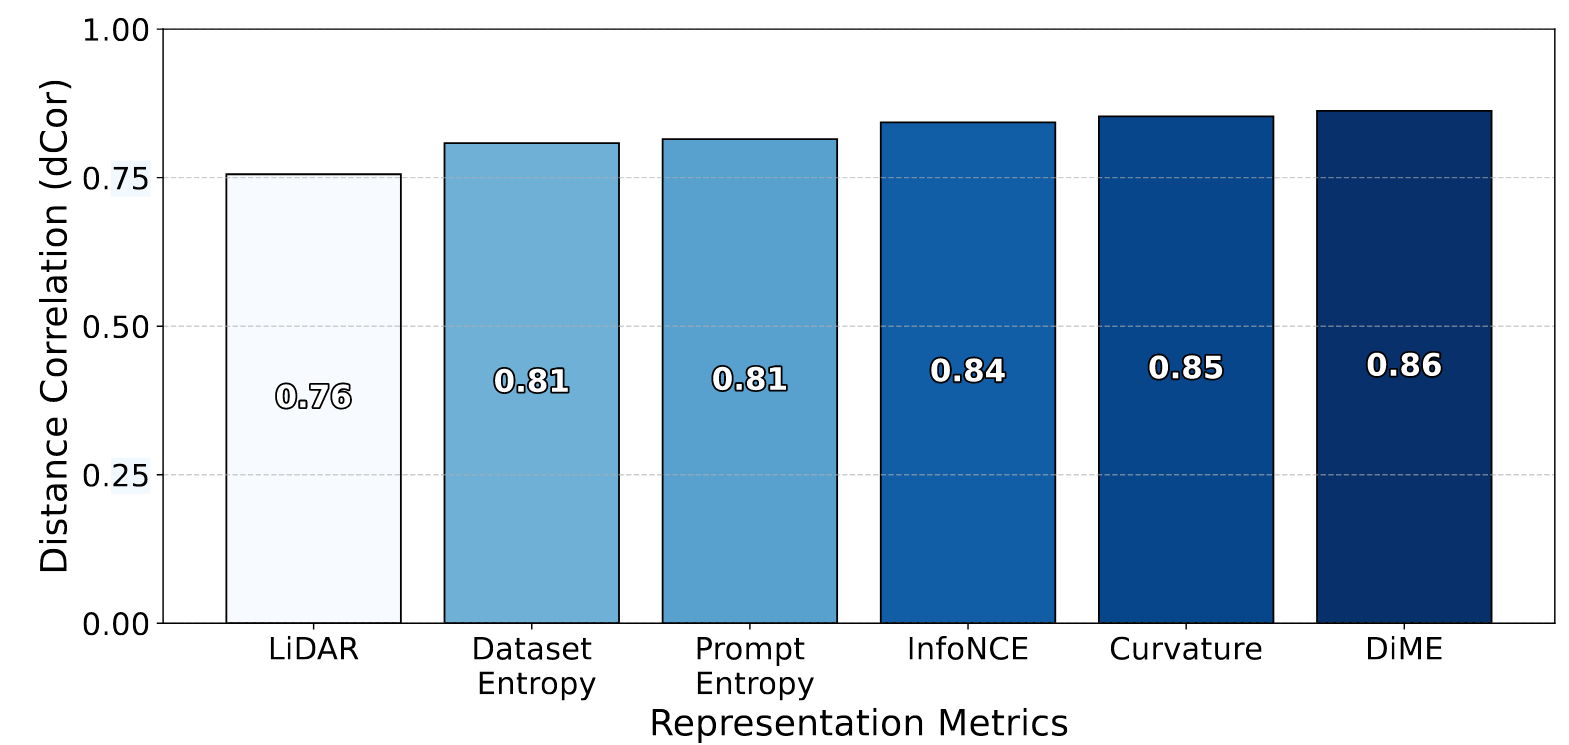 Distance Correlation (dCor)
1.00
0.75
0.50
0.25
0.00
0.76
0.81
0.81
0.84
0.85
0.86
LiDAR
Dataset
Entropy
Prompt
Entropy
InfoNCE
Curvature
DiME
Representation Metrics